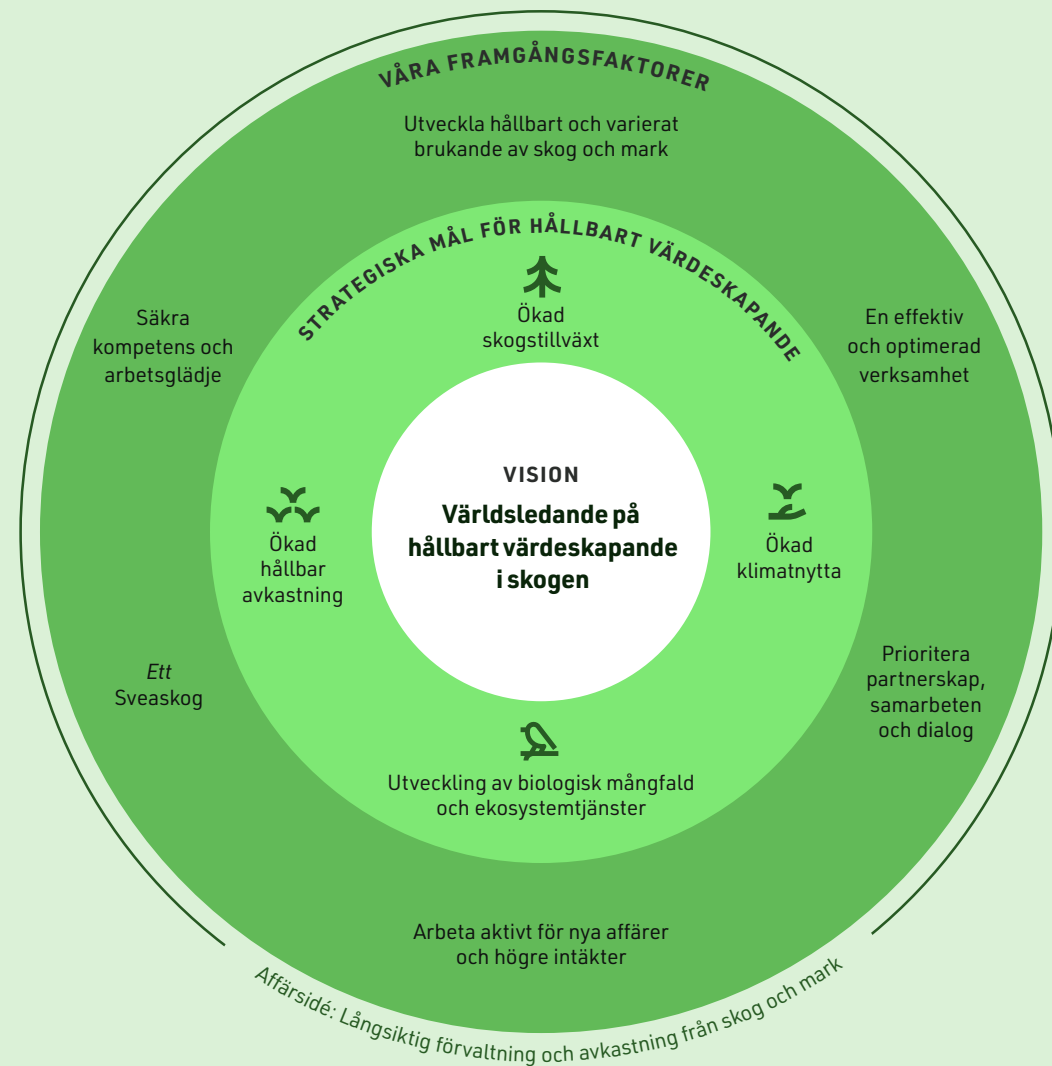 VÅRA FRAMGÅNGSFAKTORER
Utveckla hållbart och varierat
brukande av skog och mark
STRATEGISKA MÅL FÖR HÅLLBART VÄRDESKAPANDE
Ökad
skogstillväxt
Säkra
kompetens och
arbetsglädje
En effektiv
och optimerad
verksamhet
VISION
Världsledande på
hållbart värdeskapande
i skogen
Ökad
hållbar
avkastning
Ökad
klimatnytta
Ett
Sveaskog
Prioritera
partnerskap,
samarbeten
och dialog
Utveckling av biologisk mångfald
och ekosystemtjänster
Arbeta aktivt för nya affärer
och högre intäkter
Affärsidé: Långsiktig förvaltning och avkastning från skog och mark